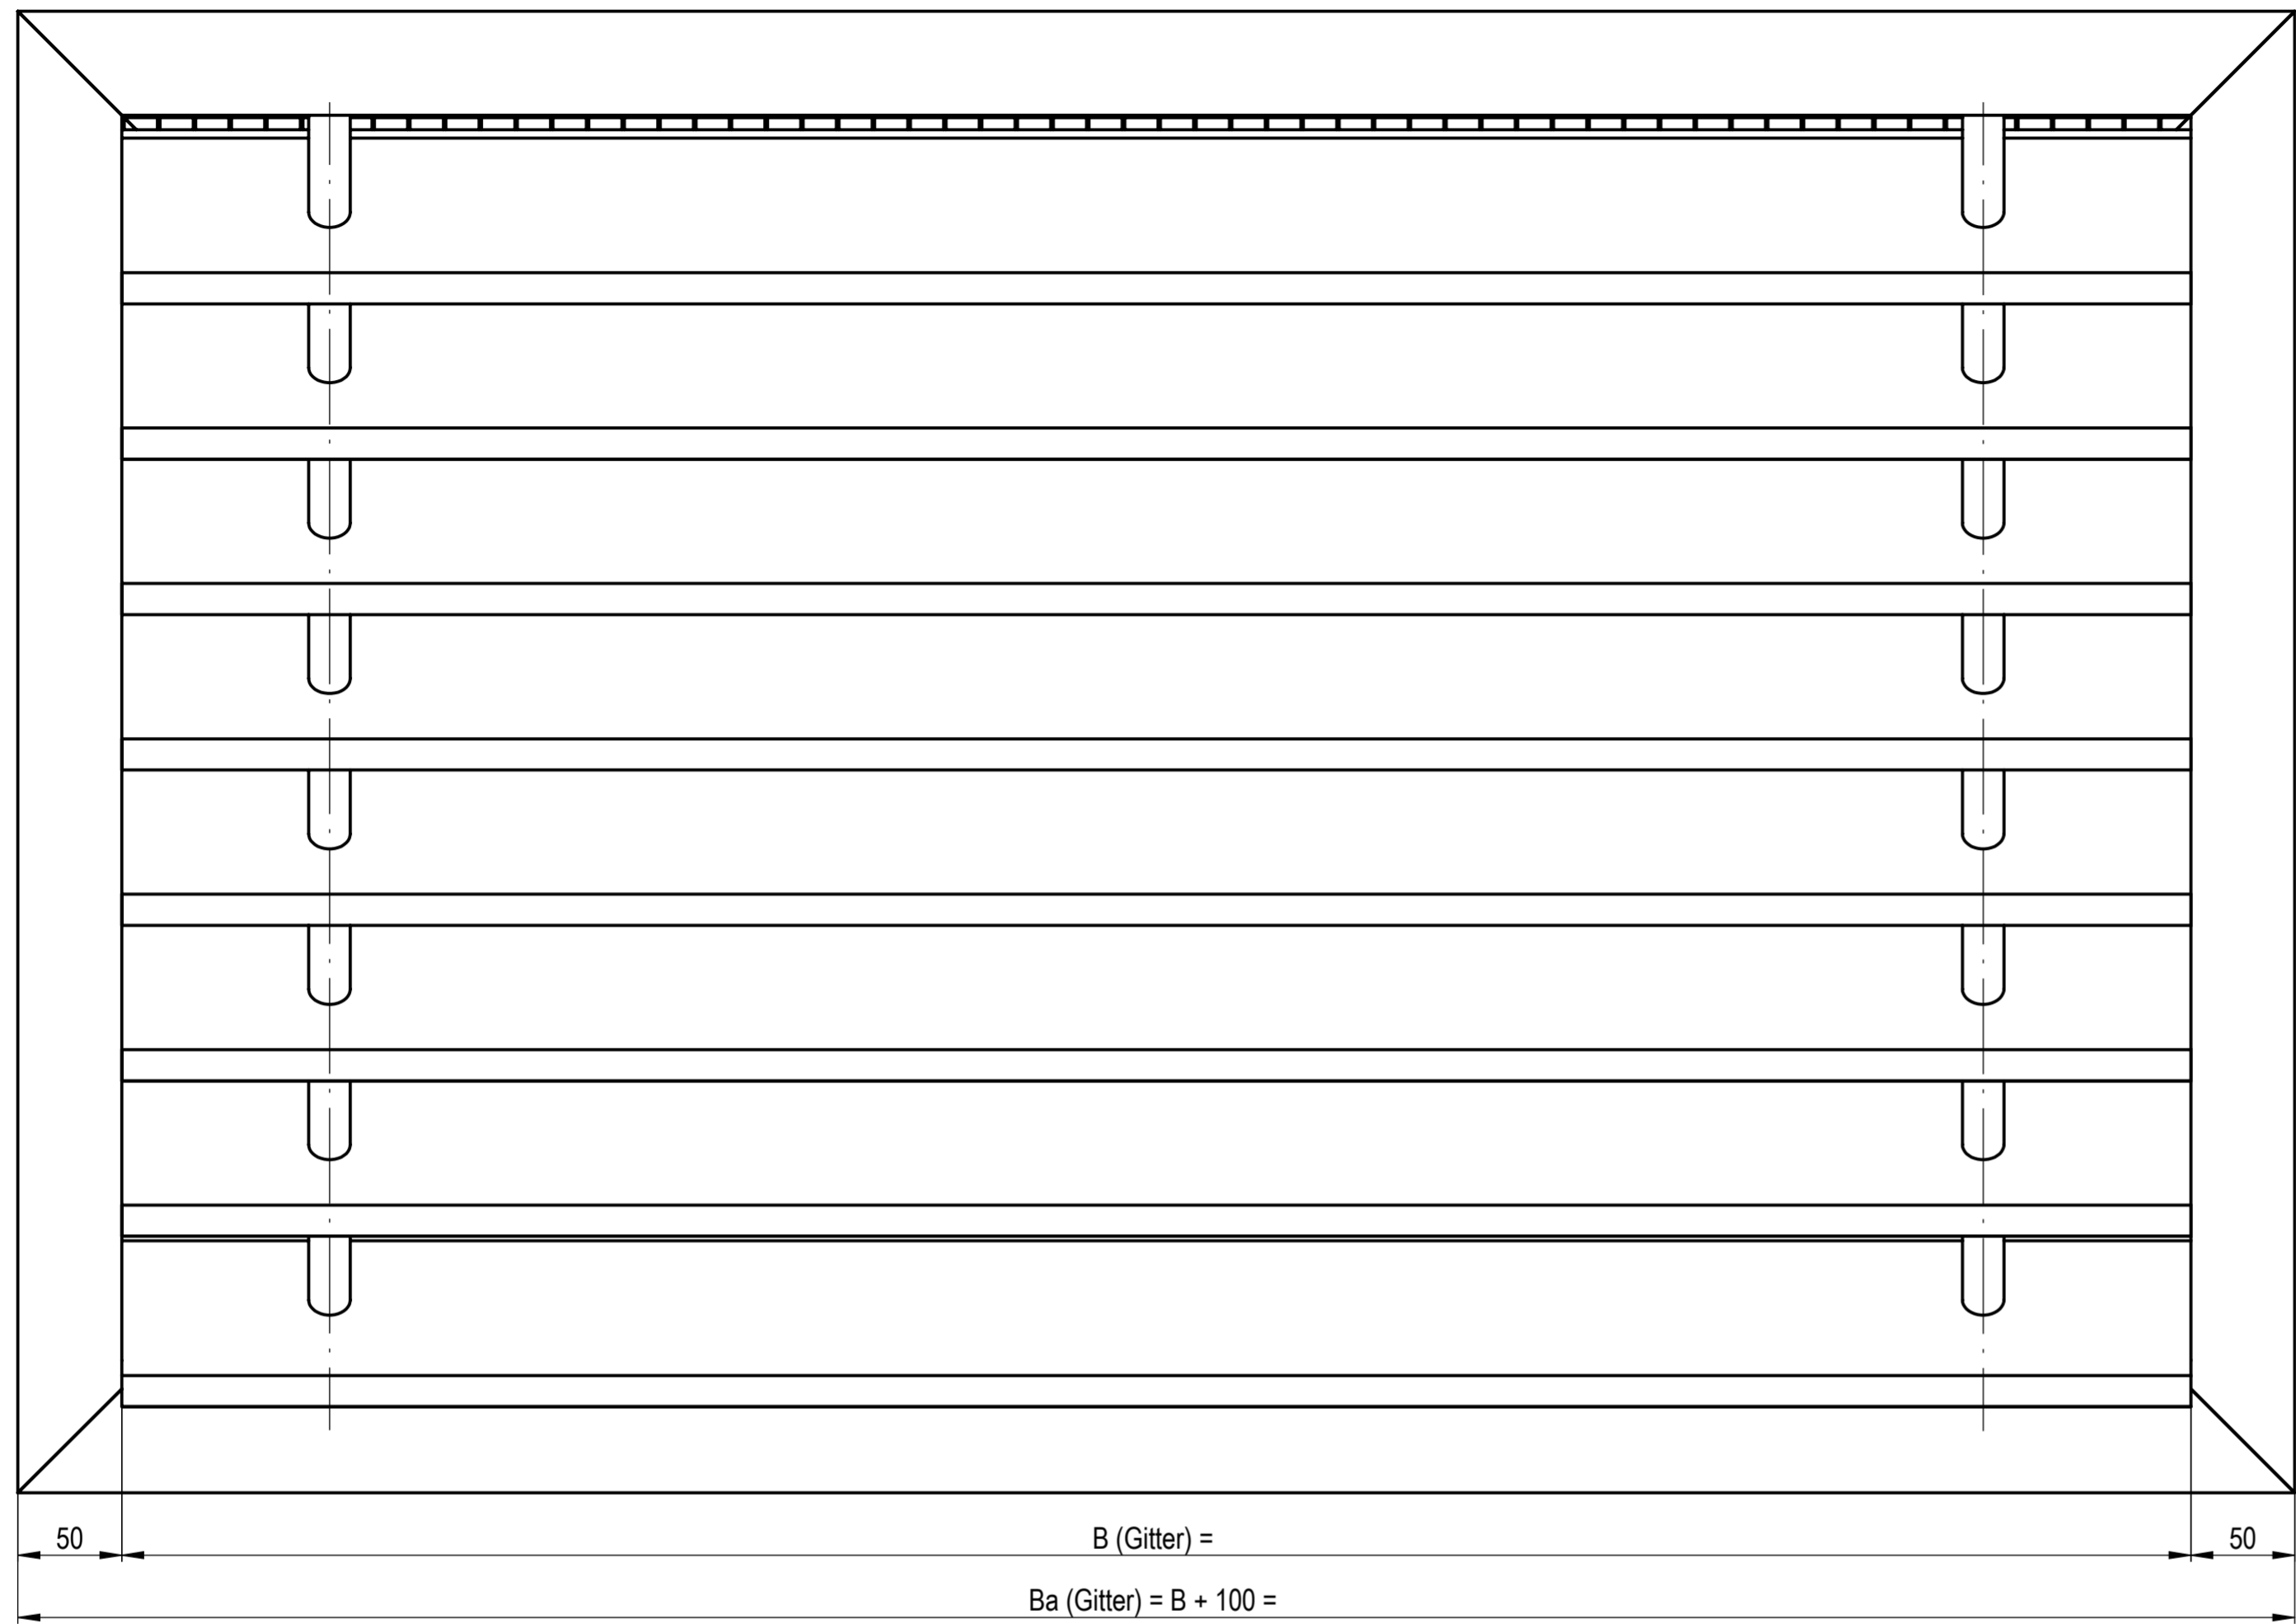 50
B (Gitter) =
50
Ba (Gitter) = B + 100 =